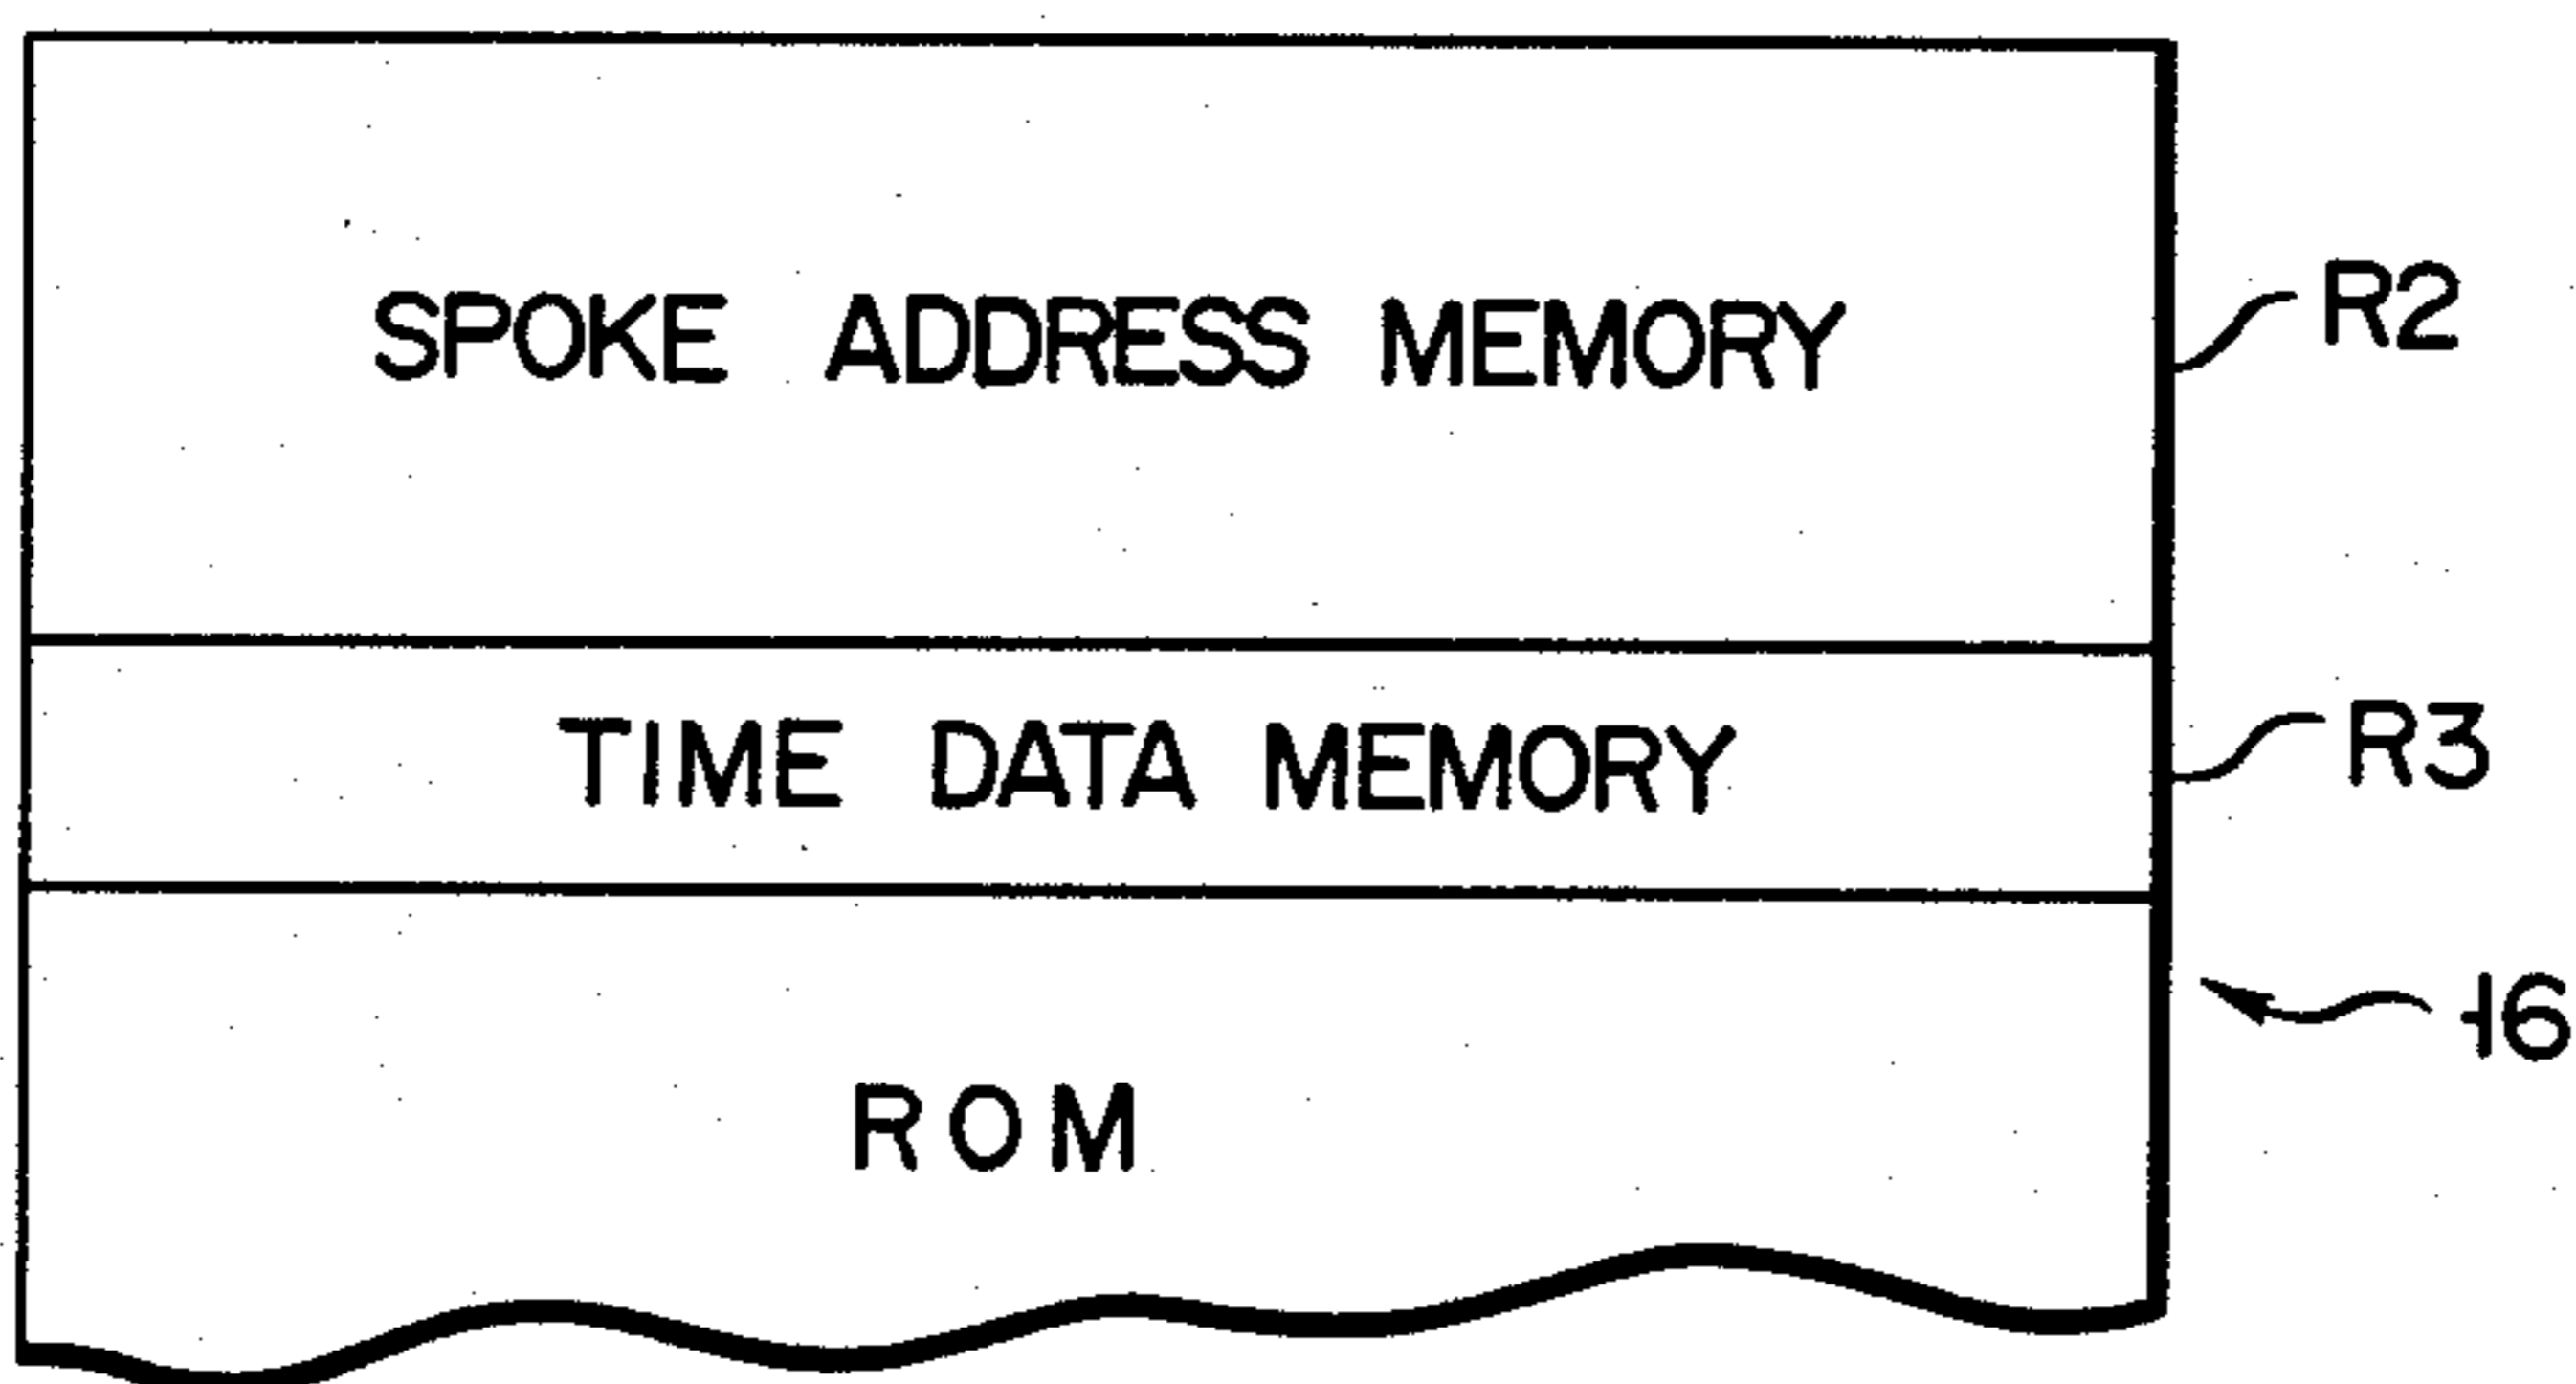 SPOKE ADDRESS MEMORY
R2
TIME DATA MEMORY
R3
16
ROM